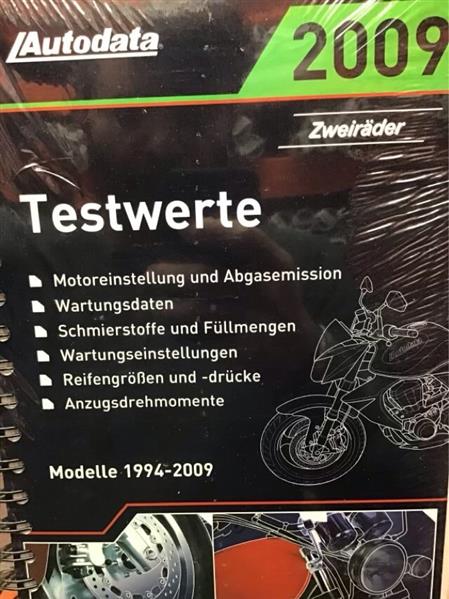 Autodata
2009
Zweiräder
Testwerte
Motoreinstellung und Abgasemission
Wartungsdaten
Schmierstoffe und Füllmengen
Wartungseinstellungen
Reifengrößen und -drücke
Anzugsdrehmomente
Autodata
Modelle 1994-2009